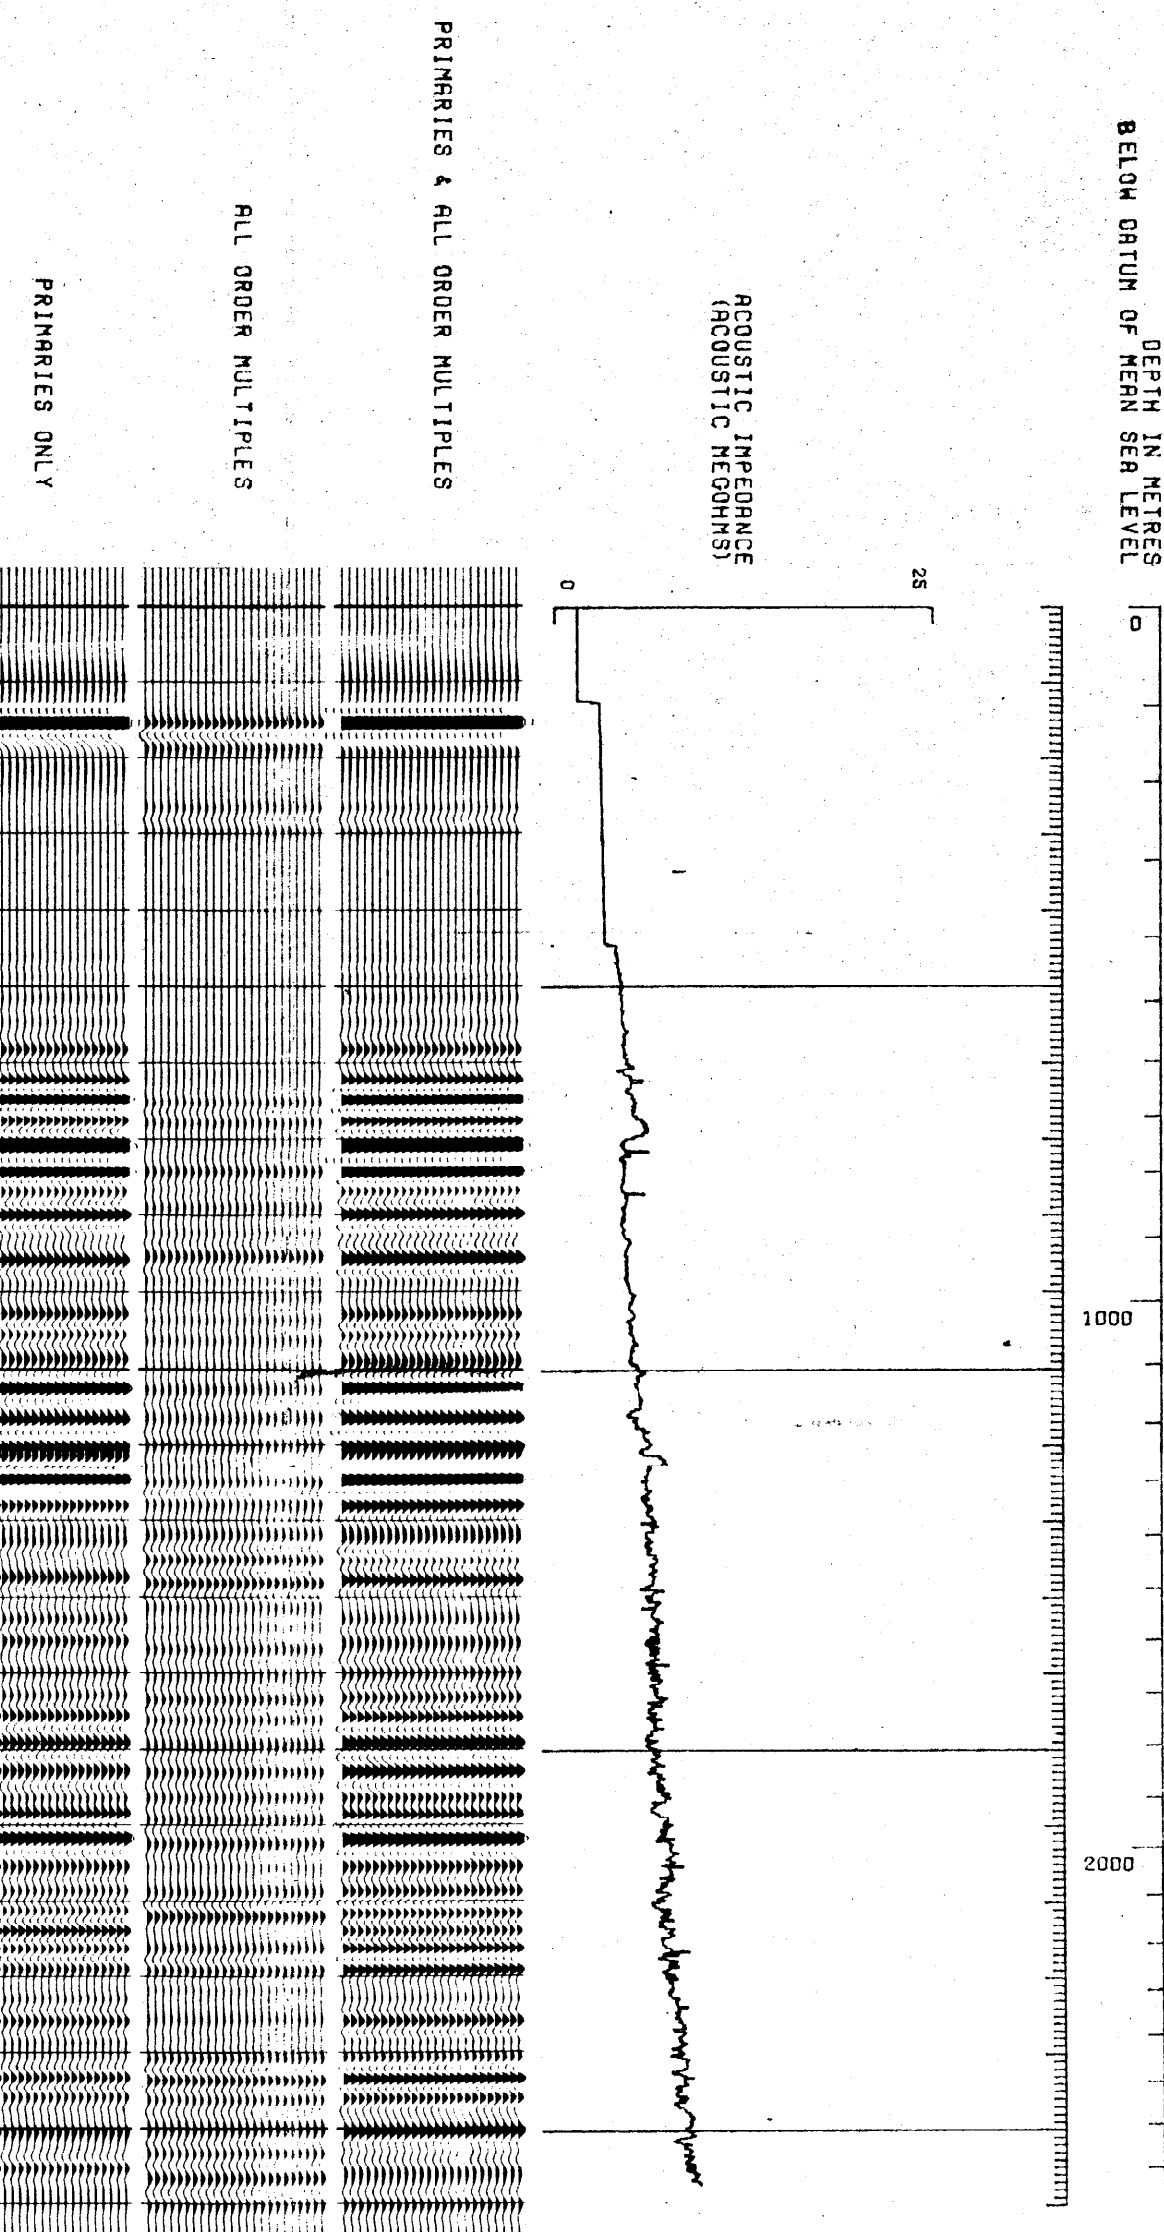 DEPTH IN METRES
BELOW DATUM OF MEAN SEA LEVEL
0
1000
2000
ACOUSTIC IMPEDANCE
(ACOUSTIC MEGOHMS)
25
0
PRIMARIES & ALL ORDER MULTIPLES
ALL ORDER MULTIPLES
PRIMARIES ONLY